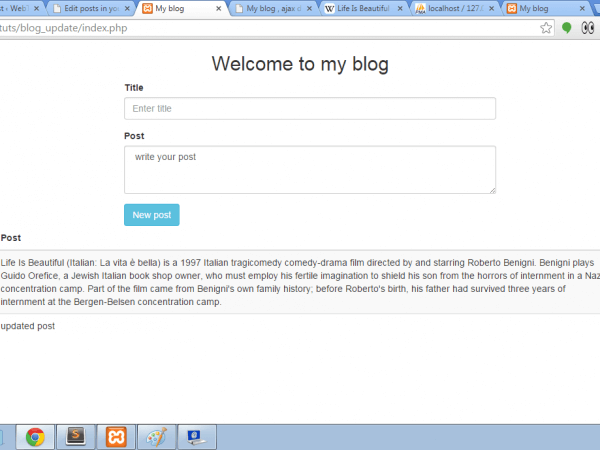 st ‹ WebT
Edit posts in you
My blog
My blog , ajax d
Life Is Beautiful
localhost / 127.
My blog
tuts/blog_update/index.php
Welcome to my blog
Title
Enter title
Post
write your post
New post
Post
Life Is Beautiful (Italian: La vita è bella) is a 1997 Italian tragicomedy comedy-drama film directed by and starring Roberto Benigni. Benigni plays
Guido Orefice, a Jewish Italian book shop owner, who must employ his fertile imagination to shield his son from the horrors of internment in a Naz
concentration camp. Part of the film came from Benigni's own family history; before Roberto's birth, his father had survived three years of
internment at the Bergen-Belsen concentration camp.
updated post